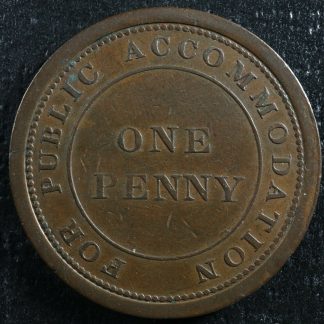 FOR PUBLIC ACCOMMODATION
ONE
PENNY